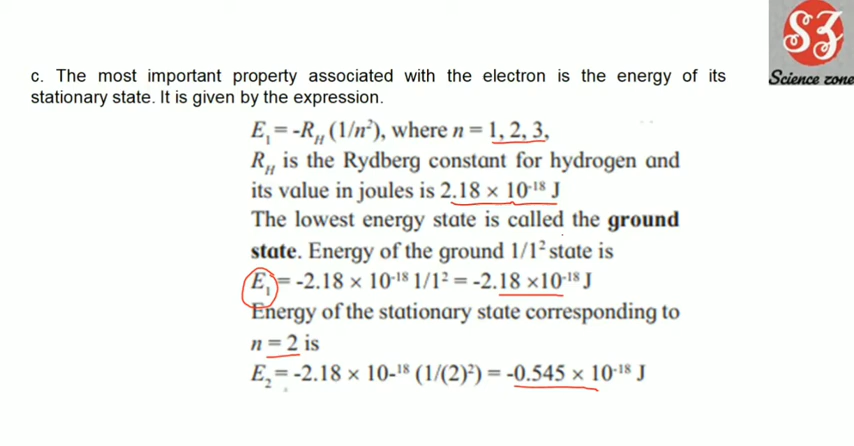 SZ
Science zone
c. The most important property associated with the electron is the energy of its
stationary state. It is given by the expression.
E₁ = -R_H (1/n²), where n = 1, 2, 3,
R_H is the Rydberg constant for hydrogen and
its value in joules is 2.18 × 10⁻¹⁸ J
The lowest energy state is called the ground
state. Energy of the ground 1/1² state is
E₁ = -2.18 × 10⁻¹⁸ 1/1² = -2.18 ×10⁻¹⁸ J
Energy of the stationary state corresponding to
n = 2 is
E₂ = -2.18 × 10-¹⁸ (1/(2)²) = -0.545 × 10⁻¹⁸ J